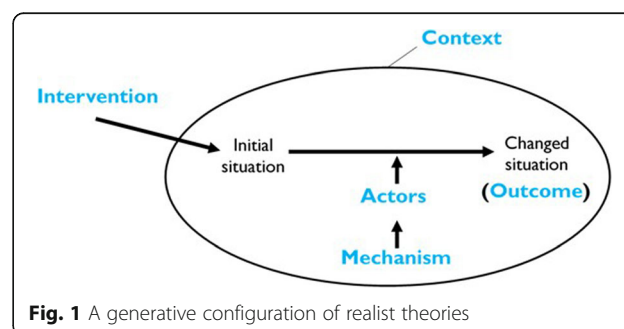 Context
Intervention
Initial
situation
Changed
situation
(Outcome)
Actors
Mechanism
Fig. 1 A generative configuration of realist theories